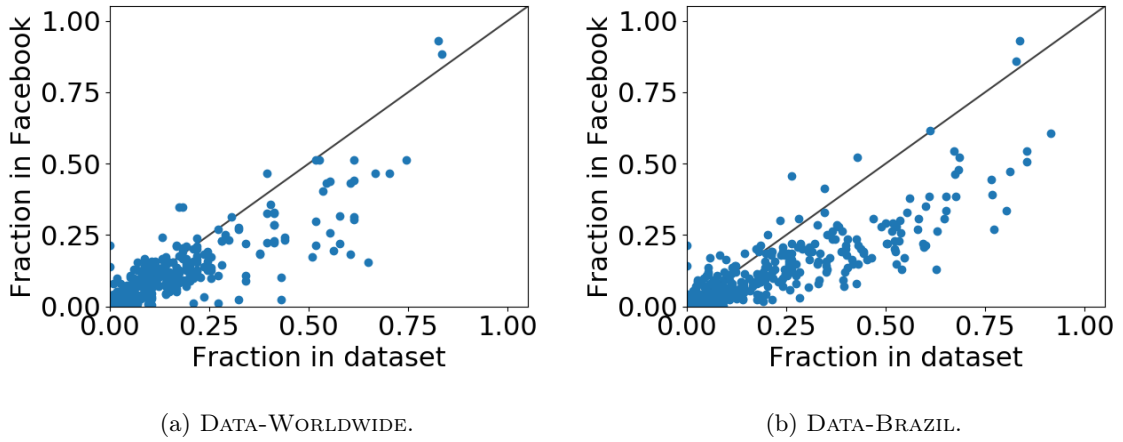 1.00
0.75
0.50
0.25
0.00
Fraction in Facebook
0.00 0.25 0.50 0.75 1.00
Fraction in dataset
(a) DATA-WORLDWIDE.
1.00
0.75
0.50
0.25
0.00
Fraction in Facebook
0.00 0.25 0.50 0.75 1.00
Fraction in dataset
(b) DATA-BRAZIL.